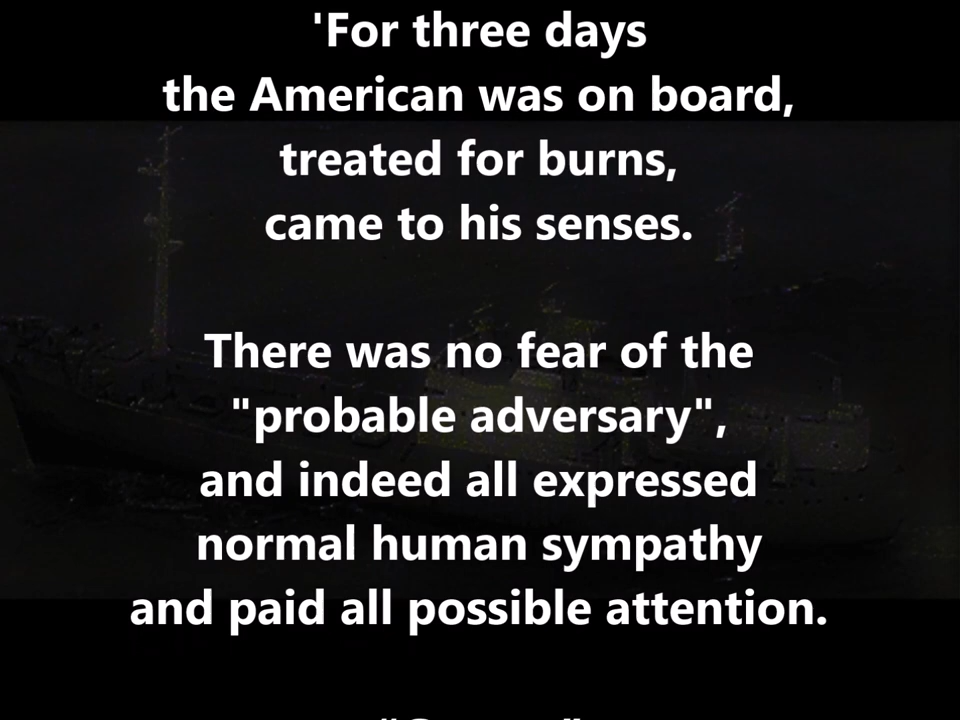 'For three days
the American was on board,
treated for burns,
came to his senses.
There was no fear of the
"probable adversary",
and indeed all expressed
normal human sympathy
and paid all possible attention.